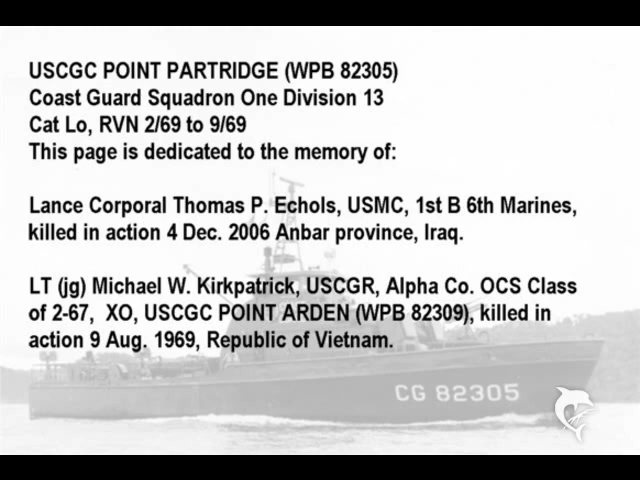 USCGC POINT PARTRIDGE (WPB 82305)
Coast Guard Squadron One Division 13
Cat Lo, RVN 2/69 to 9/69
This page is dedicated to the memory of:
Lance Corporal Thomas P. Echols, USMC, 1st B 6th Marines,
killed in action 4 Dec. 2006 Anbar province, Iraq.
LT (jg) Michael W. Kirkpatrick, USCGR, Alpha Co. OCS Class
of 2-67, XO, USCGC POINT ARDEN (WPB 82309), killed in
action 9 Aug. 1969, Republic of Vietnam.
CG 82305